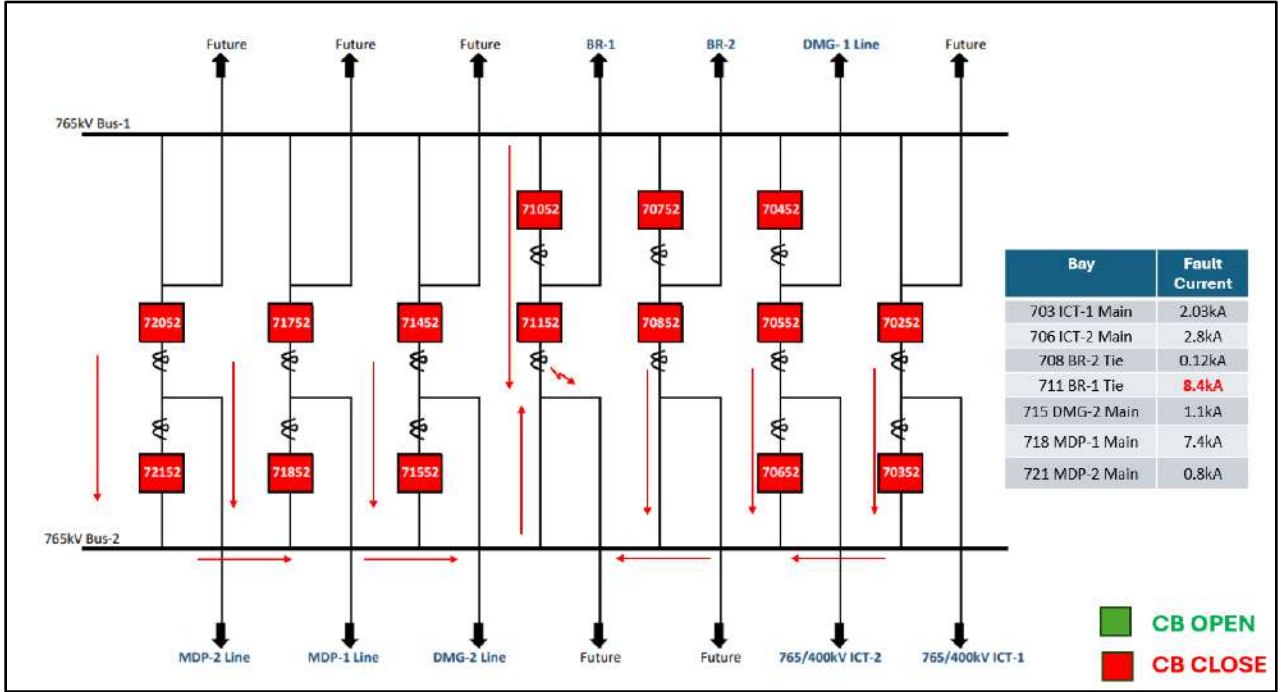 Future Future Future BR-1 BR-2 DMG- 1 Line Future
765kV Bus-1
71052 70752 70452
72052 71752 71452 71152 70852 70552 70252
72152 71852 71552 70652 70352
765kV Bus-2
MDP-2 Line MDP-1 Line DMG-2 Line Future Future 765/400kV ICT-2 765/400kV ICT-1
Bay Fault
Current
703 ICT-1 Main 2.03kA
706 ICT-2 Main 2.8kA
708 BR-2 Tie 0.12kA
711 BR-1 Tie 8.4kA
715 DMG-2 Main 1.1kA
718 MDP-1 Main 7.4kA
721 MDP-2 Main 0.8kA
CB OPEN
CB CLOSE